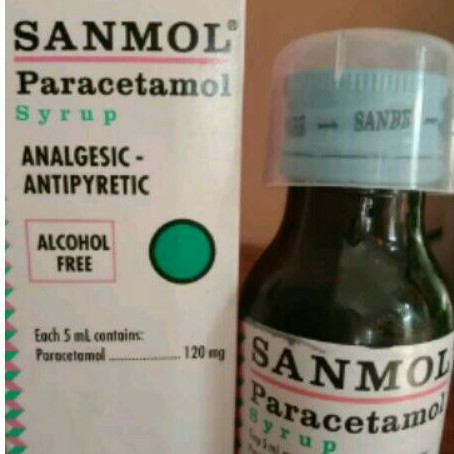 SANMOL®
Paracetamol
Syrup
ANALGESIC -
ANTIPYRETIC
ALCOHOL
FREE
Each 5 mL contains:
Paracetamol .................... 120 mg
SANBE
SANMOL
Paracetamol
Syrup